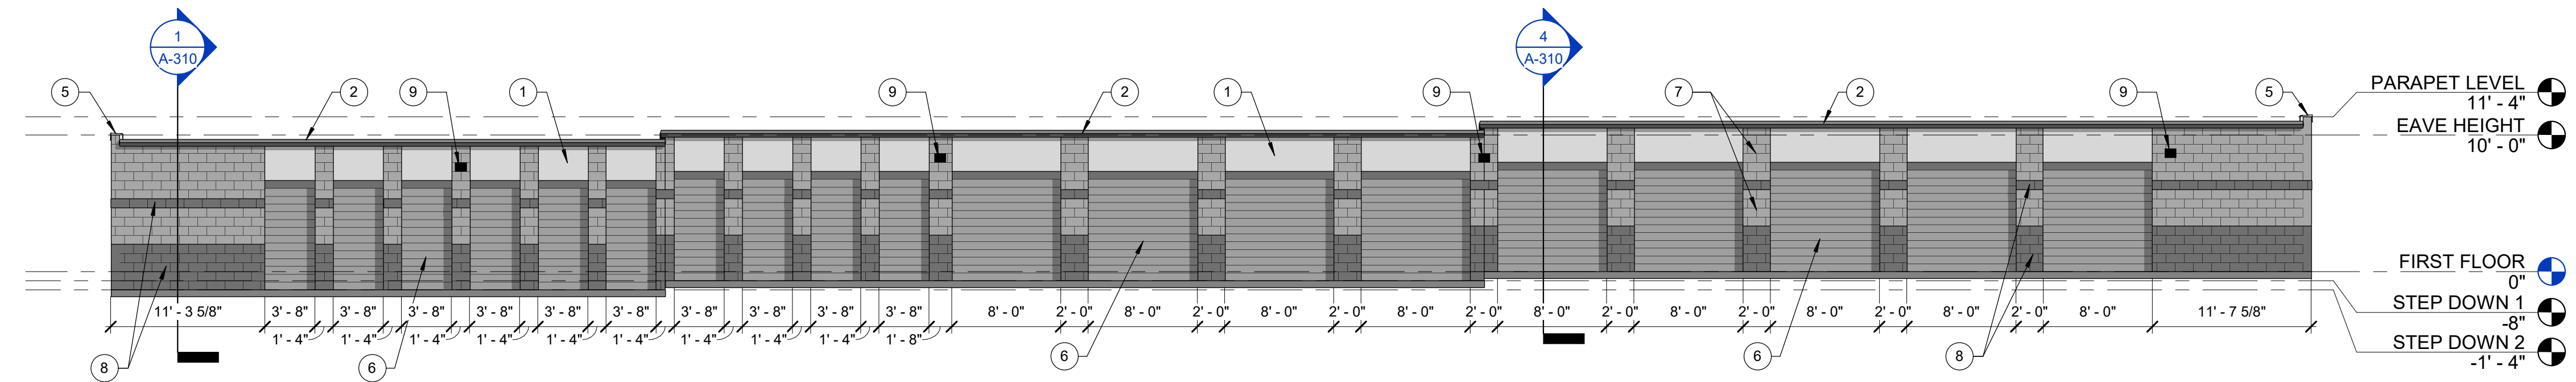 1
A-310
4
A-310
5
2
9
1
9
2
1
9
7
2
9
5
PARAPET LEVEL
11' - 4"
EAVE HEIGHT
10' - 0"
FIRST FLOOR
0"
STEP DOWN 1
-8"
STEP DOWN 2
-1' - 4"
11' - 3 5/8" 3' - 8" 3' - 8" 3' - 8" 3' - 8" 3' - 8" 3' - 8" 3' - 8" 3' - 8" 3' - 8" 3' - 8" 8' - 0" 2' - 0" 8' - 0" 2' - 0" 8' - 0" 2' - 0" 8' - 0" 2' - 0" 8' - 0" 2' - 0" 8' - 0" 2' - 0" 8' - 0" 2' - 0" 8' - 0" 2' - 0" 8' - 0" 11' - 7 5/8"
1' - 4" 1' - 4" 1' - 4" 1' - 4" 1' - 4" 1' - 4" 1' - 4" 1' - 4" 1' - 4" 1' - 8"
8
6
6
6
8